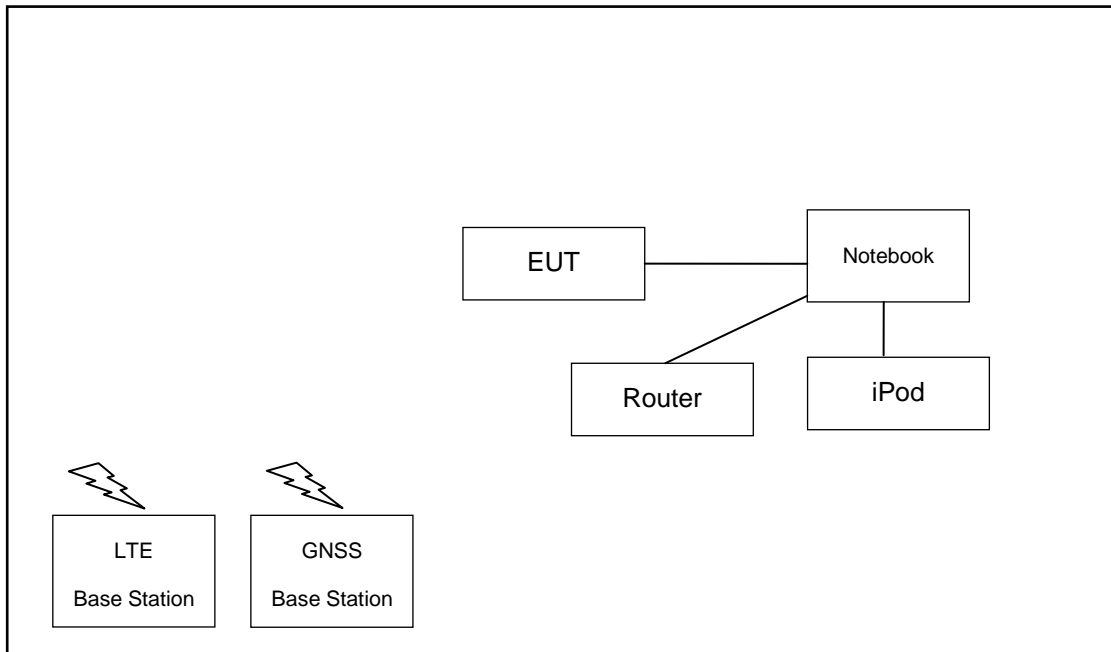 EUT
Notebook
Router
iPod
LTE
Base Station
GNSS
Base Station